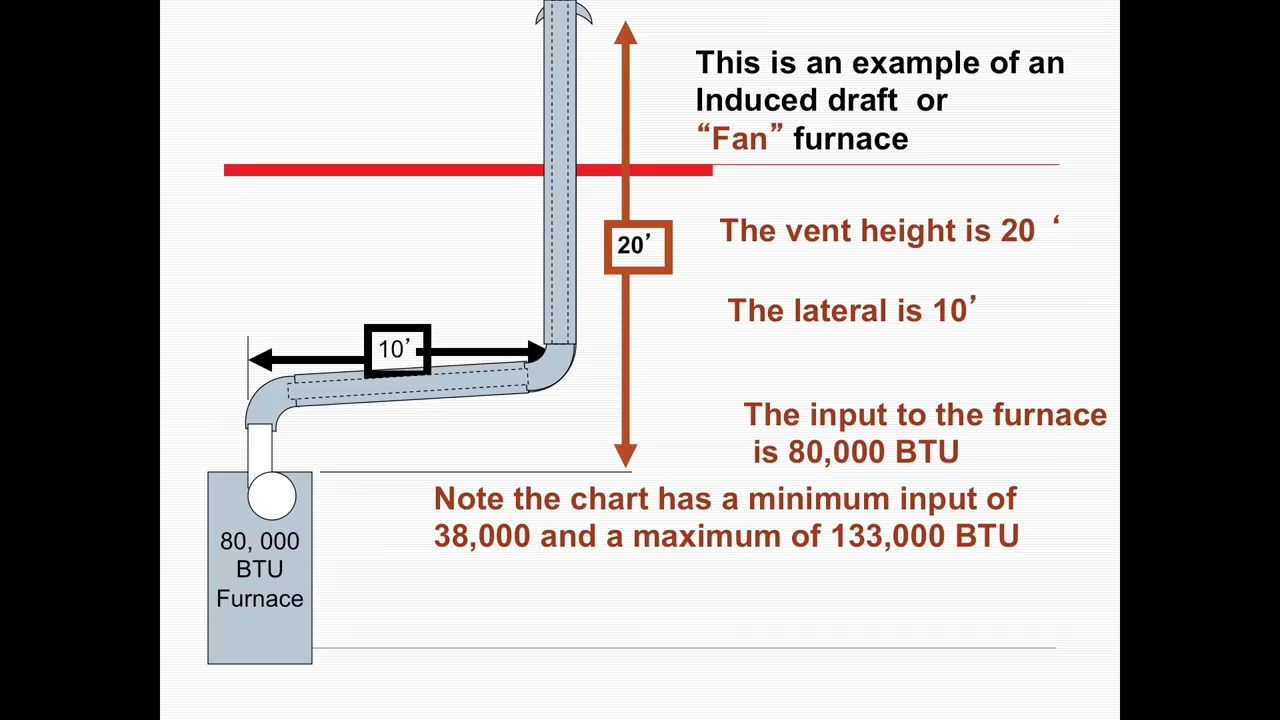 This is an example of an
Induced draft or
“Fan” furnace
20’
The vent height is 20 ‘
The lateral is 10’
10’
The input to the furnace
is 80,000 BTU
Note the chart has a minimum input of
38,000 and a maximum of 133,000 BTU
80, 000
BTU
Furnace